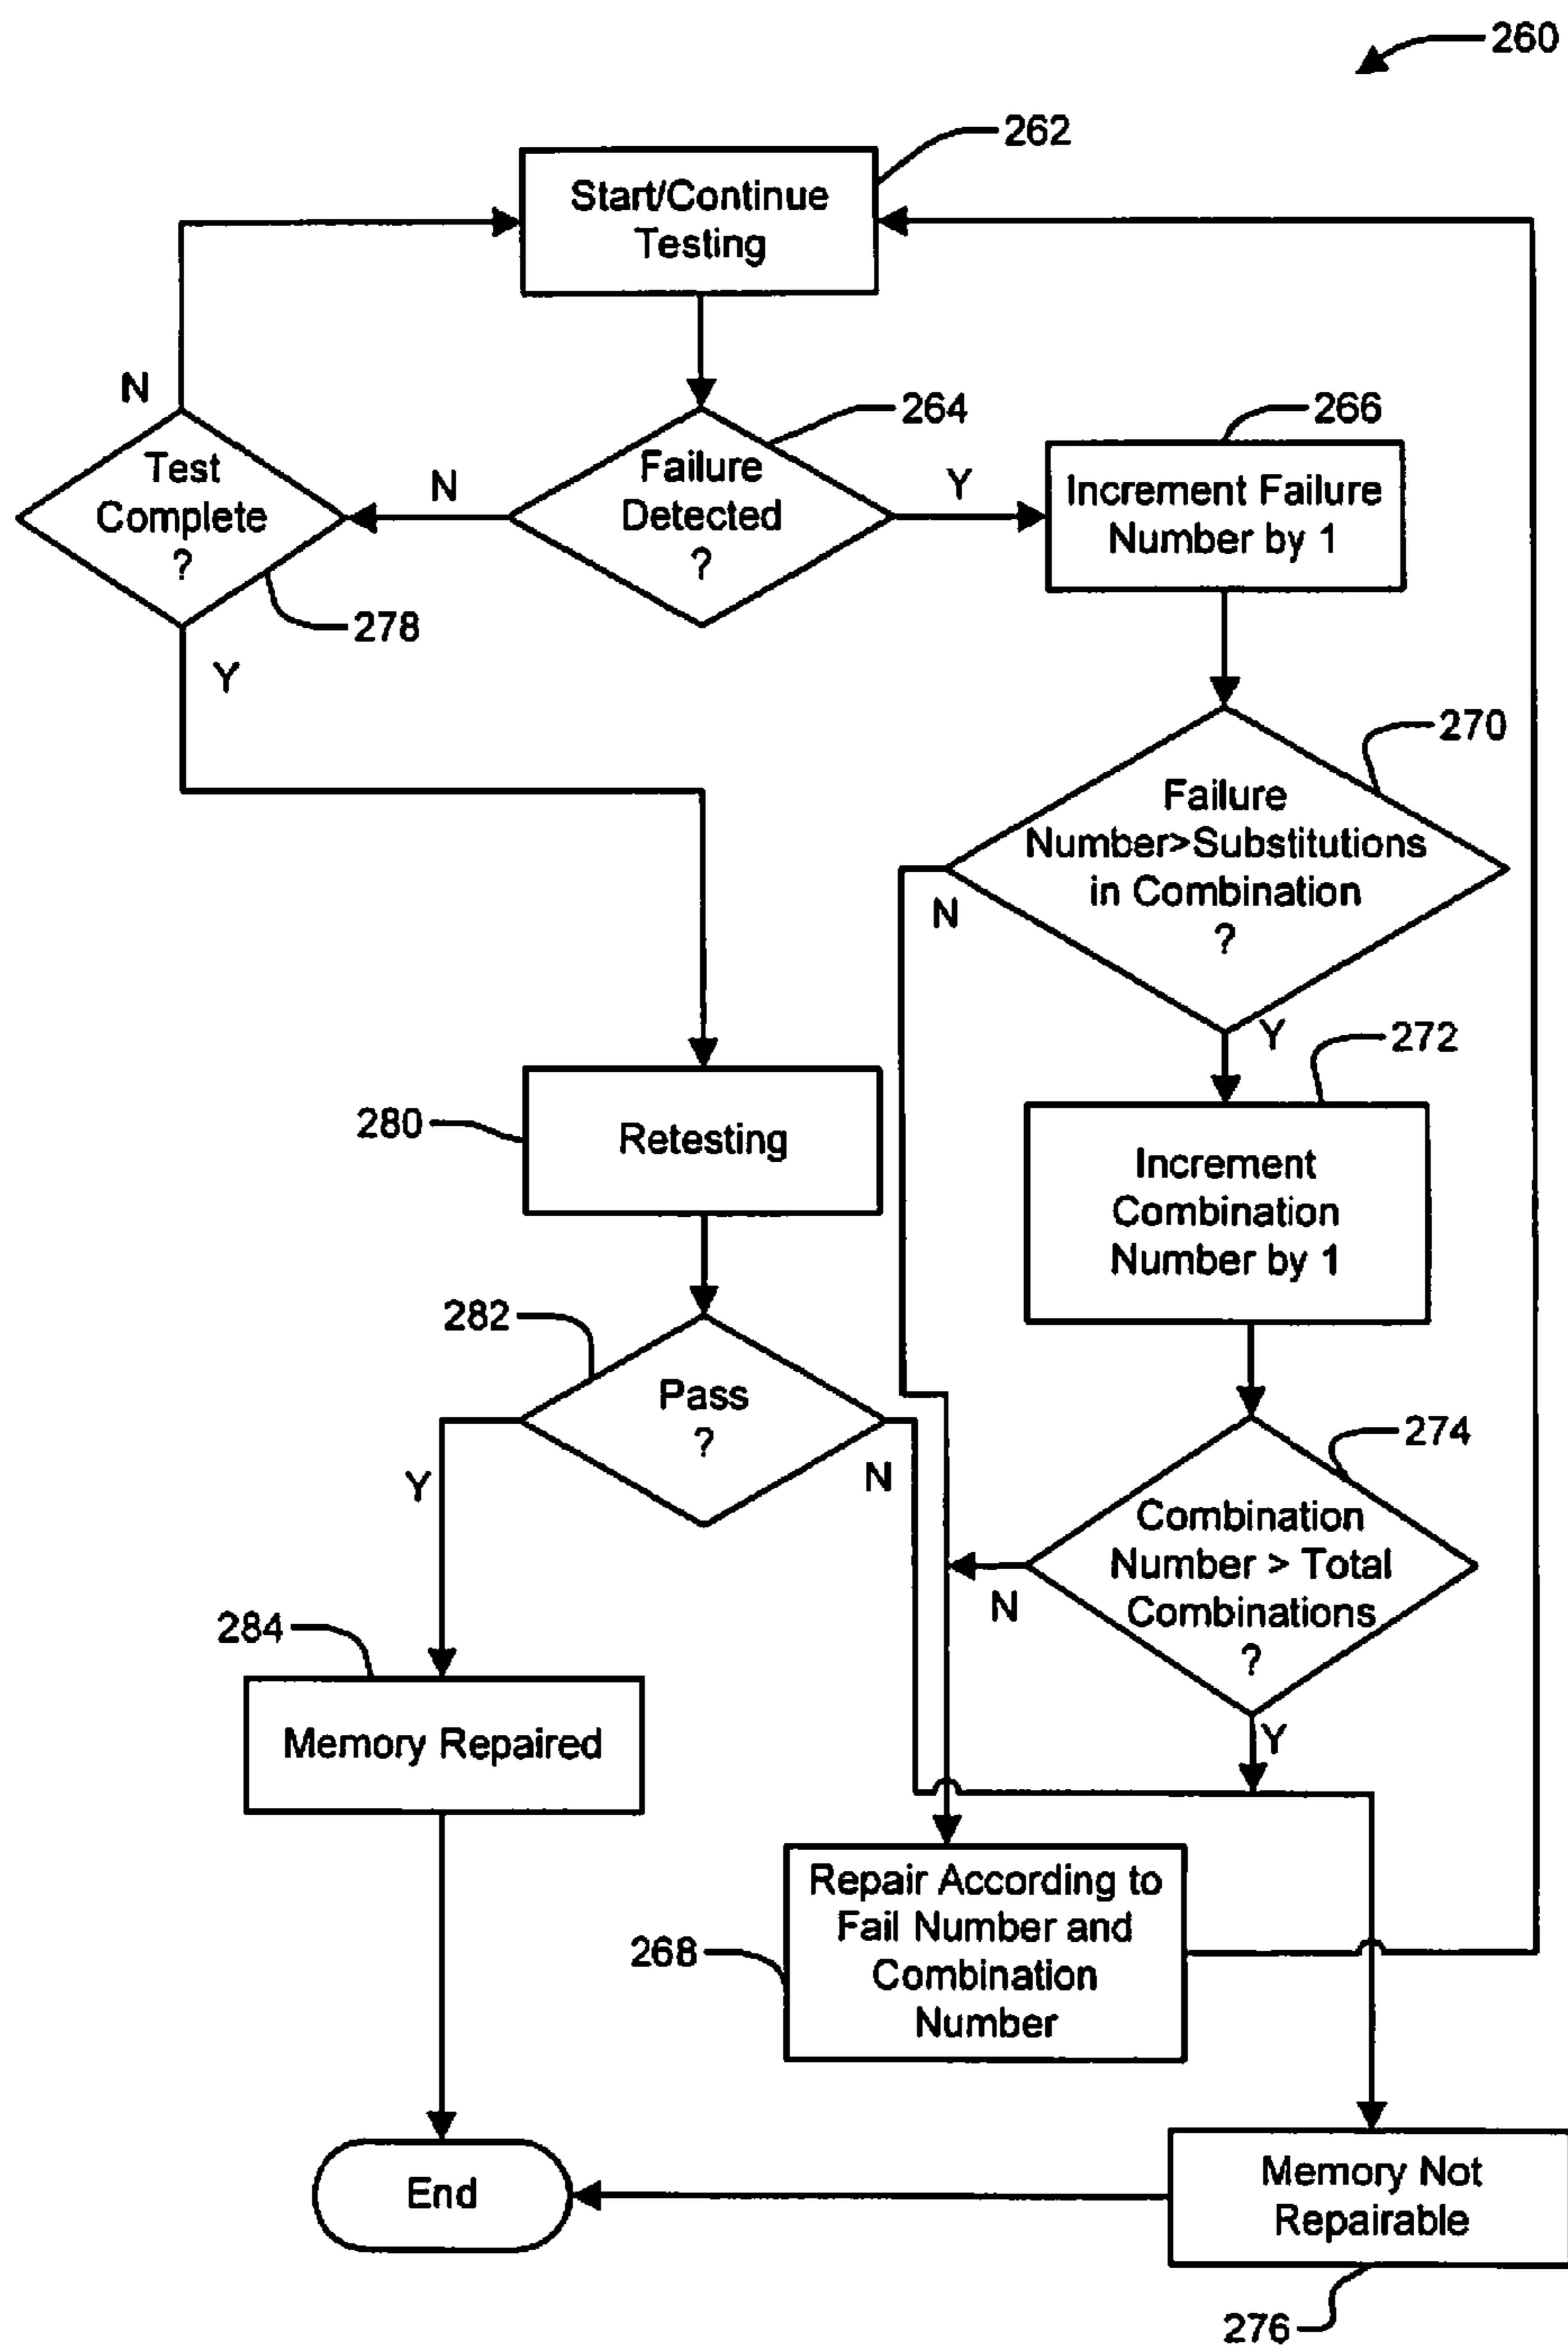 260
262
Start/Continue
Testing
N
264
266
Test
Complete
?
N
Failure
Detected
?
Y
Increment Failure
Number by 1
278
Y
270
Failure
Number>Substitutions
in Combination
?
N
Y
272
280
Retesting
Increment
Combination
Number by 1
282
Pass
?
Y
N
274
Combination
Number > Total
Combinations
?
N
Y
284
Memory Repaired
Repair According to
Fail Number and
Combination
Number
268
End
Memory Not
Repairable
276